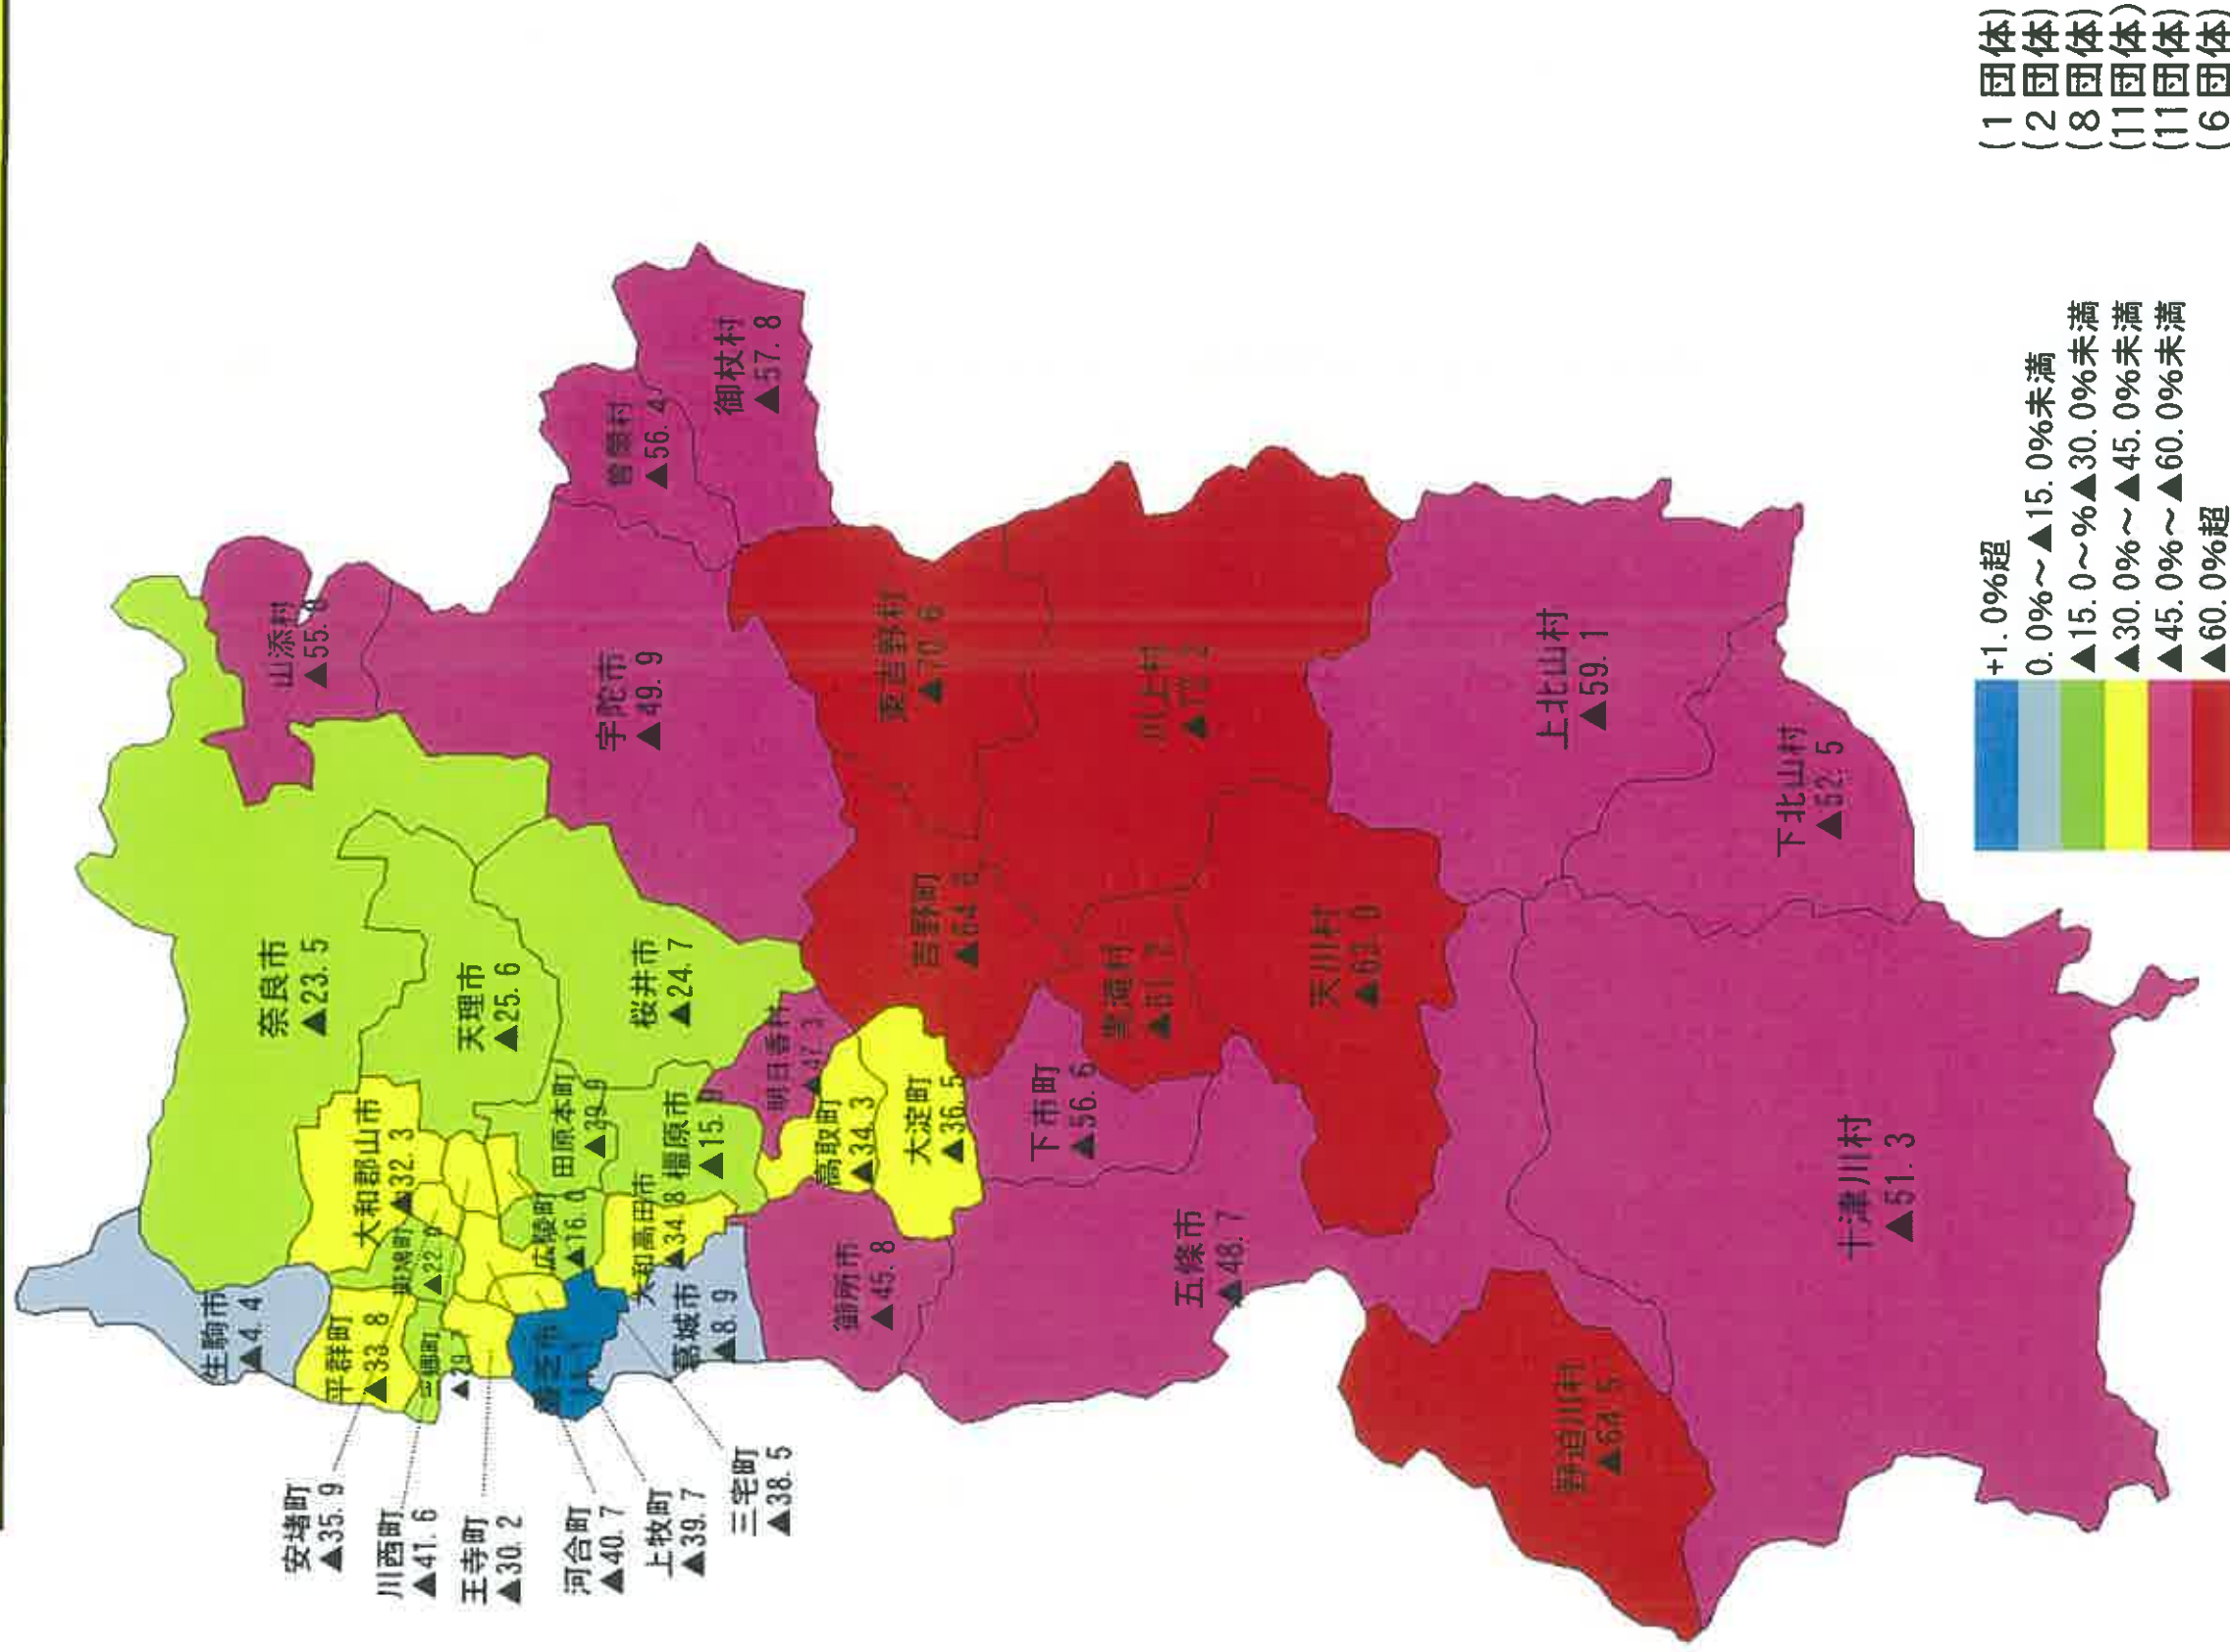 生駒市
▲4.4
奈良市
▲23.5
山添村
平群町
▲33.8
大和郡山市
▲32.3
天理市
▲25.6
安堵町
▲35.9
川西町
▲41.6
王寺町
▲30.2
河合町
▲40.7
上牧町
▲39.7
三宅町
▲38.5
田原本町
広陵町
桜井市
▲24.7
宇陀市
▲49.9
曽爾村
▲56.4
御杖村
▲57.8
大和高田市
▲34.8
橿原市
葛城市
▲8.9
明日香村
▲47.3
高取町
▲34.3
御所市
▲45.8
大淀町
▲36.5
吉野町
東吉野村
▲70.6
下市町
▲56.6
川上村
五條市
▲48.7
天川村
上北山村
▲59.1
下北山村
▲52.5
野迫川村
十津川村
▲51.3
+1.0%超 (1団体)
0.0%～▲15.0%未満 (2団体)
▲15.0～%▲30.0%未満 (8団体)
▲30.0%～▲45.0%未満 (11団体)
▲45.0%～▲60.0%未満 (11団体)
▲60.0%超 (6団体)